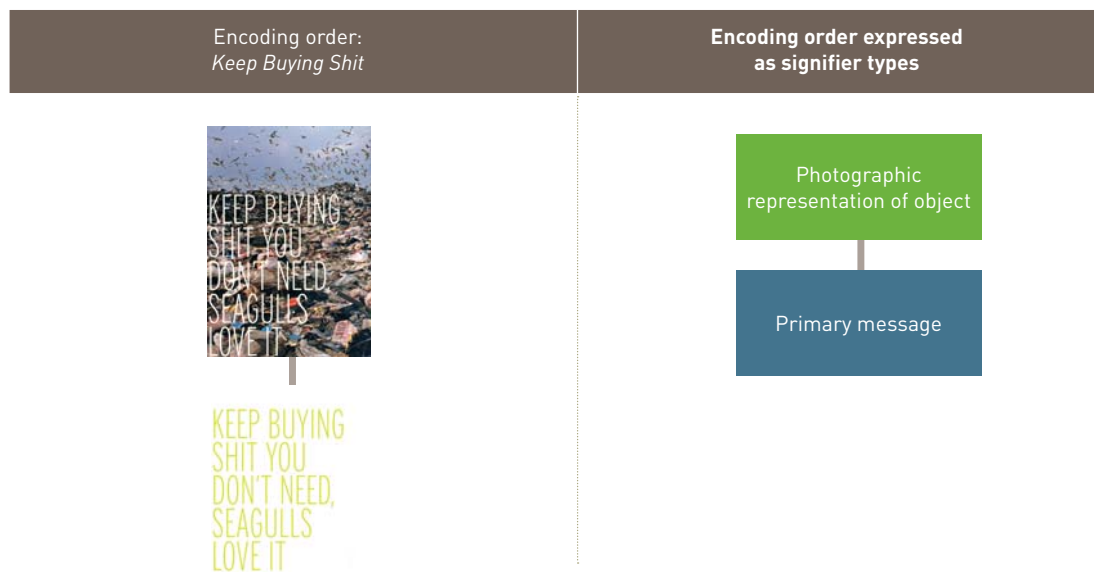 Encoding order:
Keep Buying Shit
Encoding order expressed
as signifier types
KEEP BUYING
SHIT YOU
DON'T NEED,
SEAGULLS
LOVE IT
Photographic
representation of object
Primary message
KEEP BUYING
SHIT YOU
DON'T NEED,
SEAGULLS
LOVE IT